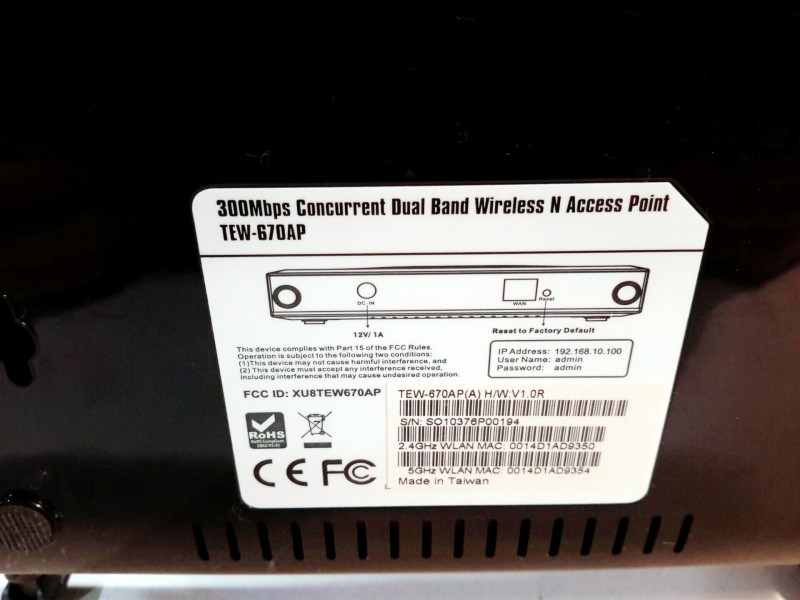 300Mbps Concurrent Dual Band Wireless N Access Point
TEW-670AP
DC-IN
WAN
Reset
12V/ 1A
Reset to Factory Default
This device complies with Part 15 of the FCC Rules.
Operation is subject to the following two conditions:
(1)This device may not cause harmful interference, and
(2) This device must accept any interference received,
including interference that may cause undesired operation.
IP Address: 192.168.10.100
User Name: admin
Password: admin
FCC ID: XU8TEW670AP
TEW-670AP(A) H/W:V1.0R
S/N: SO10376P00194
2.4GHz WLAN MAC: 0014D1AD9350
5GHz WLAN MAC: 0014D1AD9354
Made in Taiwan
RoHS
CE FC